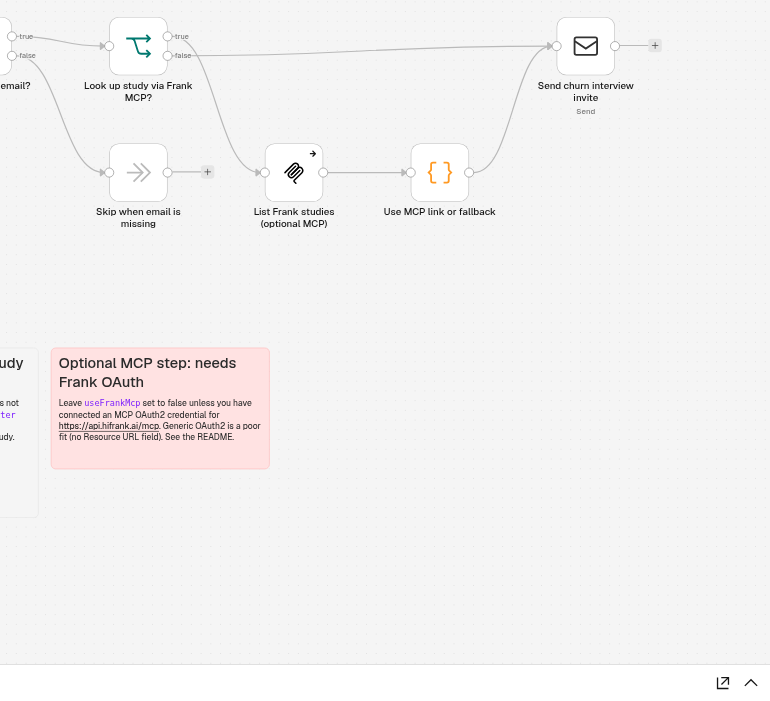 true
false
email?
true
false
Look up study via Frank
MCP?
Send churn interview
invite
Send
Skip when email is
missing
List Frank studies
(optional MCP)
Use MCP link or fallback
udy
s not
ter
udy.
Optional MCP step: needs
Frank OAuth
Leave useFrankMcp set to false unless you have
connected an MCP OAuth2 credential for
https://api.hifrank.ai/mcp. Generic OAuth2 is a poor
fit (no Resource URL field). See the README.